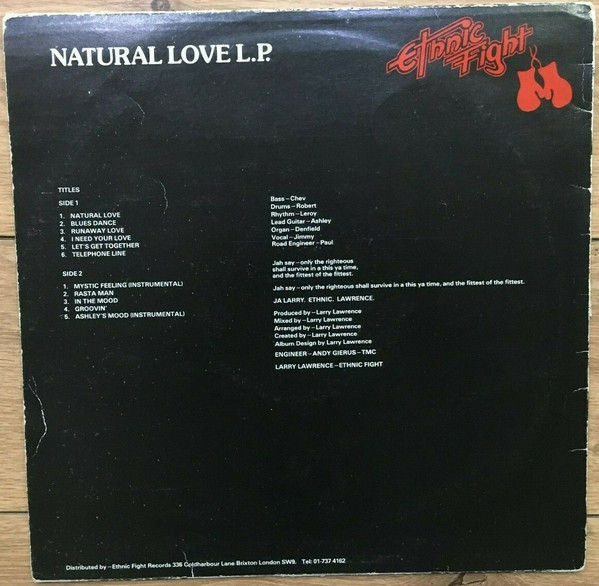 NATURAL LOVE L.P.
Ethnic
Fight
TITLES
SIDE 1
1. NATURAL LOVE
2. BLUES DANCE
3. RUNAWAY LOVE
4. I NEED YOUR LOVE
5. LET'S GET TOGETHER
6. TELEPHONE LINE
SIDE 2
1. MYSTIC FEELING (INSTRUMENTAL)
2. RASTA MAN
3. IN THE MOOD
4. GROOVIN'
5. ASHLEY'S MOOD (INSTRUMENTAL)
Bass – Chev
Drums – Robert
Rhythm – Leroy
Lead Guitar – Ashley
Organ – Denfield
Vocal – Jimmy
Road Engineer – Paul
Jah say – only the righteous
shall survive in a this ya time,
and the fittest of the fittest.
Jah say – only the righteous shall survive in a this ya time, and the fittest of the fittest.
JA LARRY. ETHNIC. LAWRENCE.
Produced by – Larry Lawrence
Mixed by – Larry Lawrence
Arranged by – Larry Lawrence
Created by – Larry Lawrence
Album Design by Larry Lawrence
ENGINEER – ANDY GIERUS – TMC
LARRY LAWRENCE – ETHNIC FIGHT
Distributed by – Ethnic Fight Records 336 Coldharbour Lane Brixton London SW9. Tel: 01-737 4162